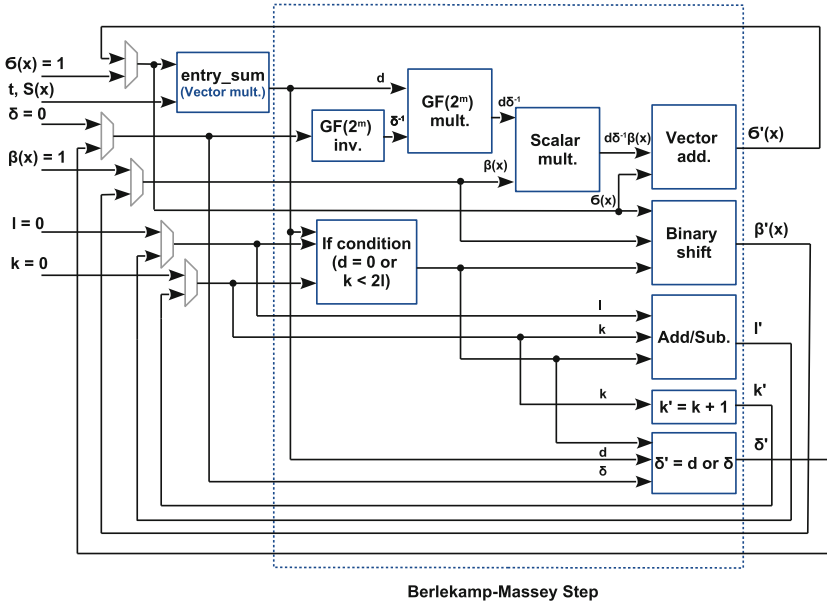 б(x) = 1
t, S(x)
δ = 0
β(x) = 1
l = 0
k = 0
entry_sum
(Vector mult.)
d
GF(2ᵐ)
inv.
δ⁻¹
GF(2ᵐ)
mult.
dδ⁻¹
β(x)
Scalar
mult.
dδ⁻¹β(x)
б(x)
Vector
add.
б'(x)
Binary
shift
β'(x)
If condition
(d = 0 or
k < 2l)
l
k
Add/Sub.
l'
k
k' = k + 1
k'
d
δ
δ' = d or δ
δ'
Berlekamp-Massey Step